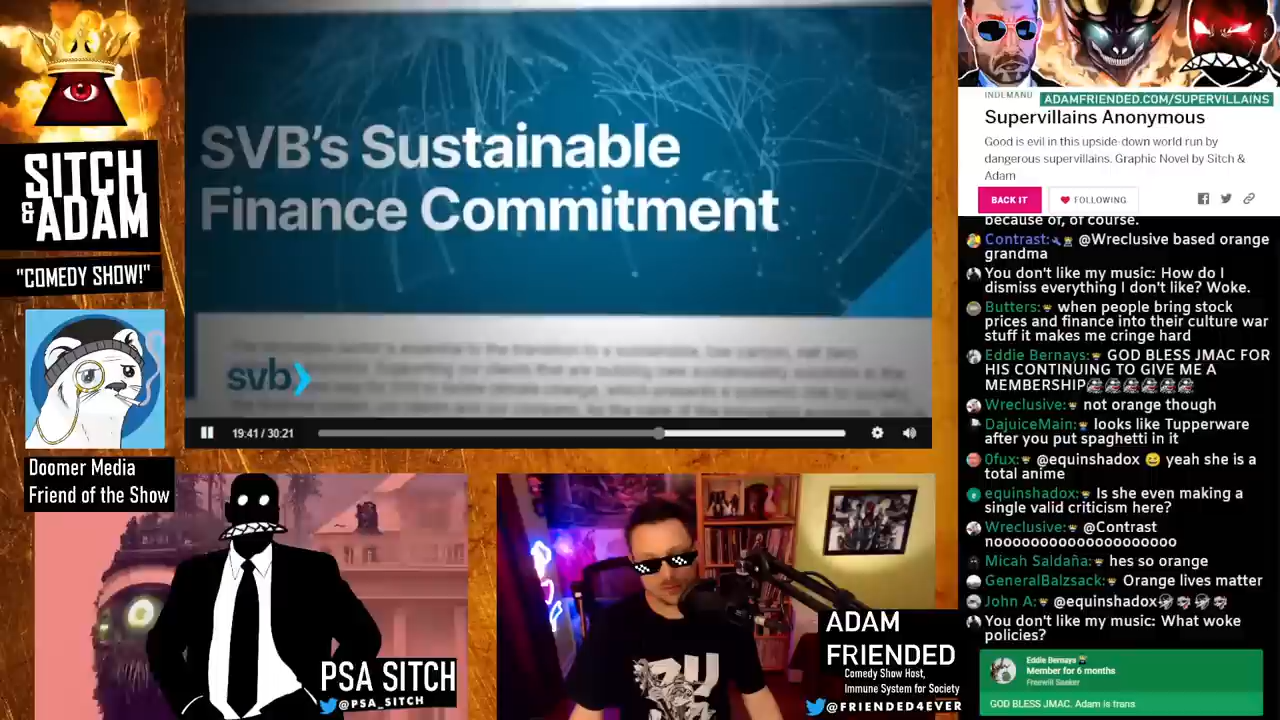 SITCH
& ADAM
"COMEDY SHOW!"
Doomer Media
Friend of the Show
SVB's Sustainable
Finance Commitment
svb
19:41 / 30:21
PSA SITCH
@PSA_SITCH
ADAM
FRIENDED
Comedy Show Host,
Immune System for Society
@FRIENDED4EVER
INDEMAND
ADAMFRIENDED.COM/SUPERVILLAINS
Supervillains Anonymous
Good is evil in this upside-down world run by
dangerous supervillains. Graphic Novel by Sitch &
Adam
BACK IT
FOLLOWING
because of, of course.
Contrast: @Wreclusive based orange
grandma
You don't like my music: How do I
dismiss everything I don't like? Woke.
Butters: when people bring stock
prices and finance into their culture war
stuff it makes me cringe hard
Eddie Bernays: GOD BLESS JMAC FOR
HIS CONTINUING TO GIVE ME A
MEMBERSHIP
Wreclusive: not orange though
DajuiceMain: looks like Tupperware
after you put spaghetti in it
0fux: @equinshadox 😄 yeah she is a
total anime
equinshadox: Is she even making a
single valid criticism here?
Wreclusive: @Contrast
nooooooooooooooooooo
Micah Saldaña: hes so orange
GeneralBalzsack: Orange lives matter
John A: @equinshadox
You don't like my music: What woke
policies?
Eddie Bernays
Member for 6 months
Freewill Seeker
GOD BLESS JMAC. Adam is trans